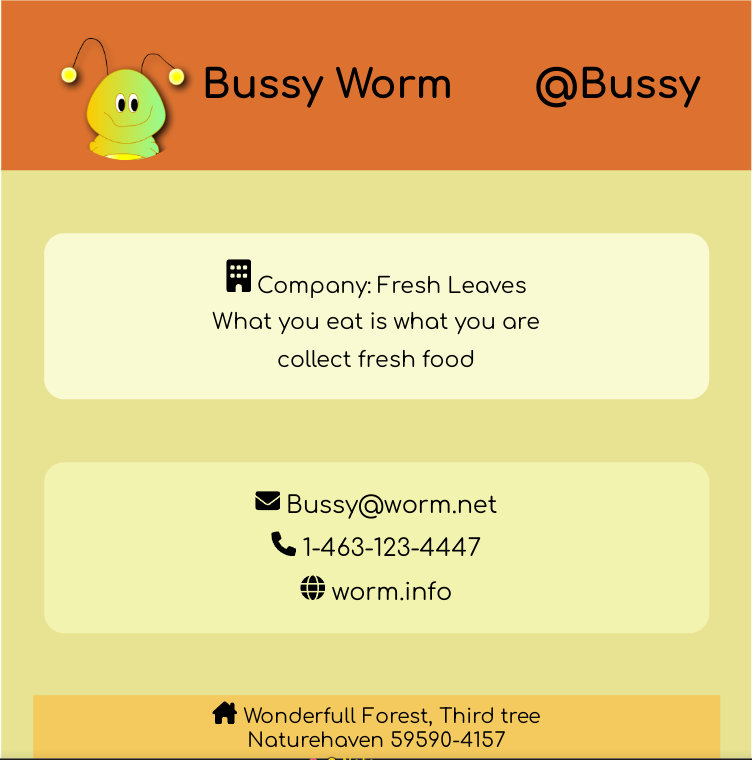 Bussy Worm @Bussy
Company: Fresh Leaves
What you eat is what you are
collect fresh food
Bussy@worm.net
1-463-123-4447
worm.info
Wonderfull Forest, Third tree
Naturehaven 59590-4157